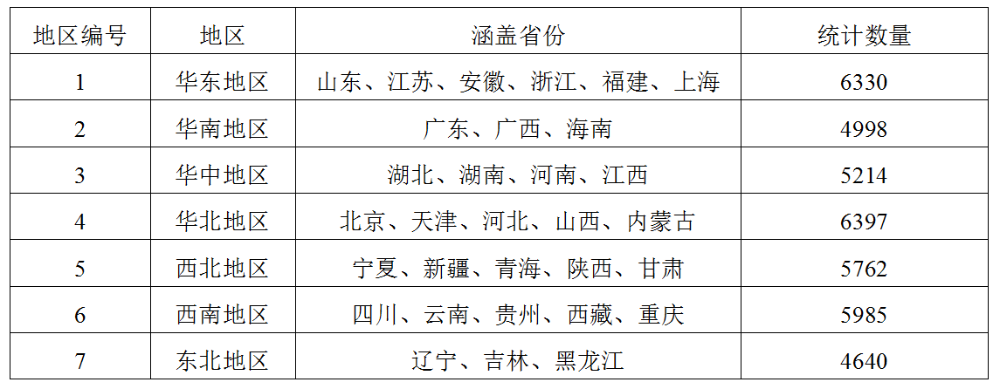 地区编号 地区 涵盖省份 统计数量
1 华东地区 山东、江苏、安徽、浙江、福建、上海 6330
2 华南地区 广东、广西、海南 4998
3 华中地区 湖北、湖南、河南、江西 5214
4 华北地区 北京、天津、河北、山西、内蒙古 6397
5 西北地区 宁夏、新疆、青海、陕西、甘肃 5762
6 西南地区 四川、云南、贵州、西藏、重庆 5985
7 东北地区 辽宁、吉林、黑龙江 4640